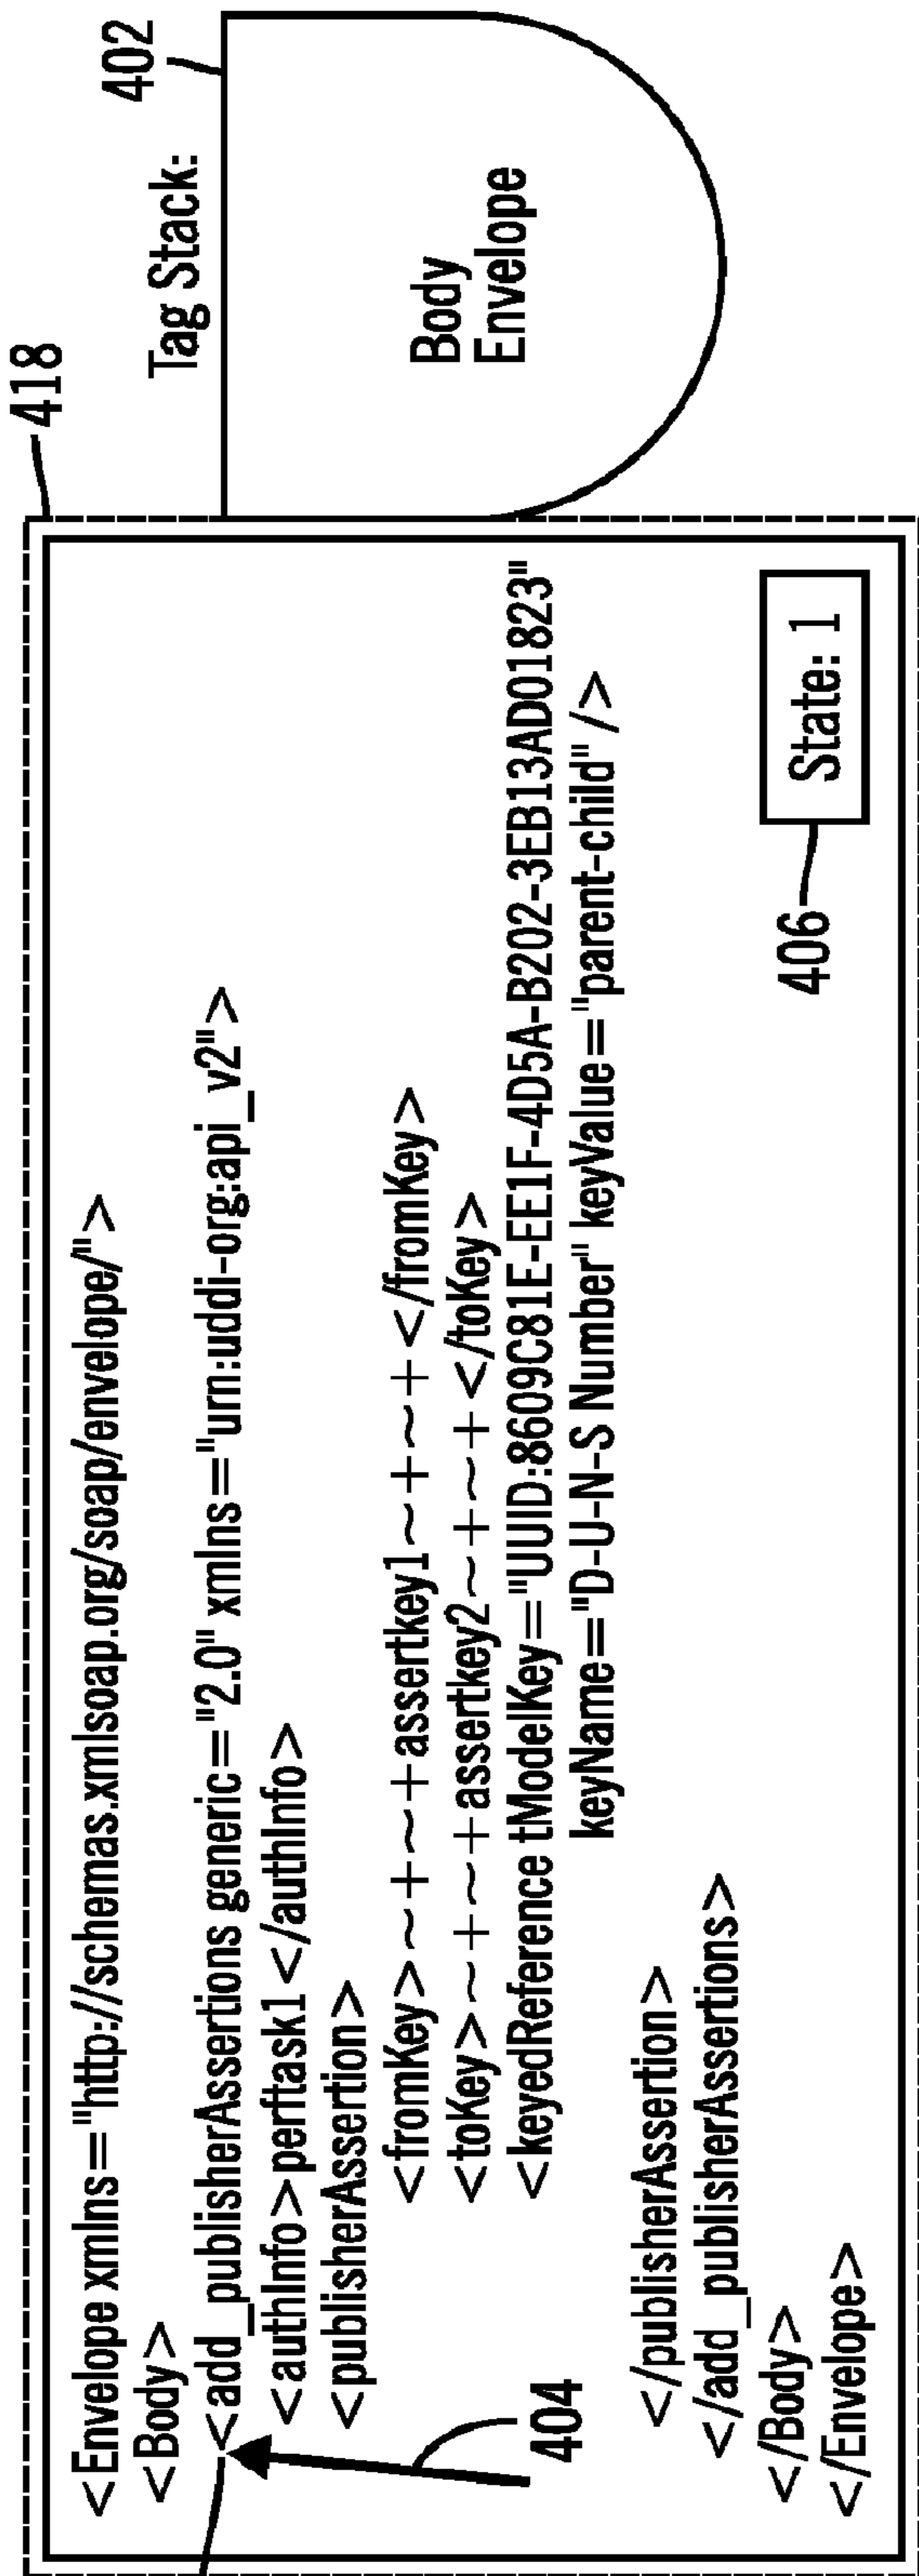 418
<Envelope xmlns="http://schemas.xmlsoap.org/soap/envelope/">
<Body>
<add_publisherAssertions generic="2.0" xmlns="urn:uddi-org:api_v2">
<authInfo>perftask1 </authInfo>
<publisherAssertion>
<fromKey>~+~+assertkey1~+~+</fromKey>
<toKey>~+~+assertkey2~+~+</toKey>
<keyedReference tModelKey="UUID:8609C81E-EE1F-4D5A-B202-3EB13AD01823"
keyName="D-U-N-S Number" keyValue="parent-child" />
</publisherAssertion>
</add_publisherAssertions>
</Body>
</Envelope>
404
406
State: 1
Tag Stack:
402
Body
Envelope